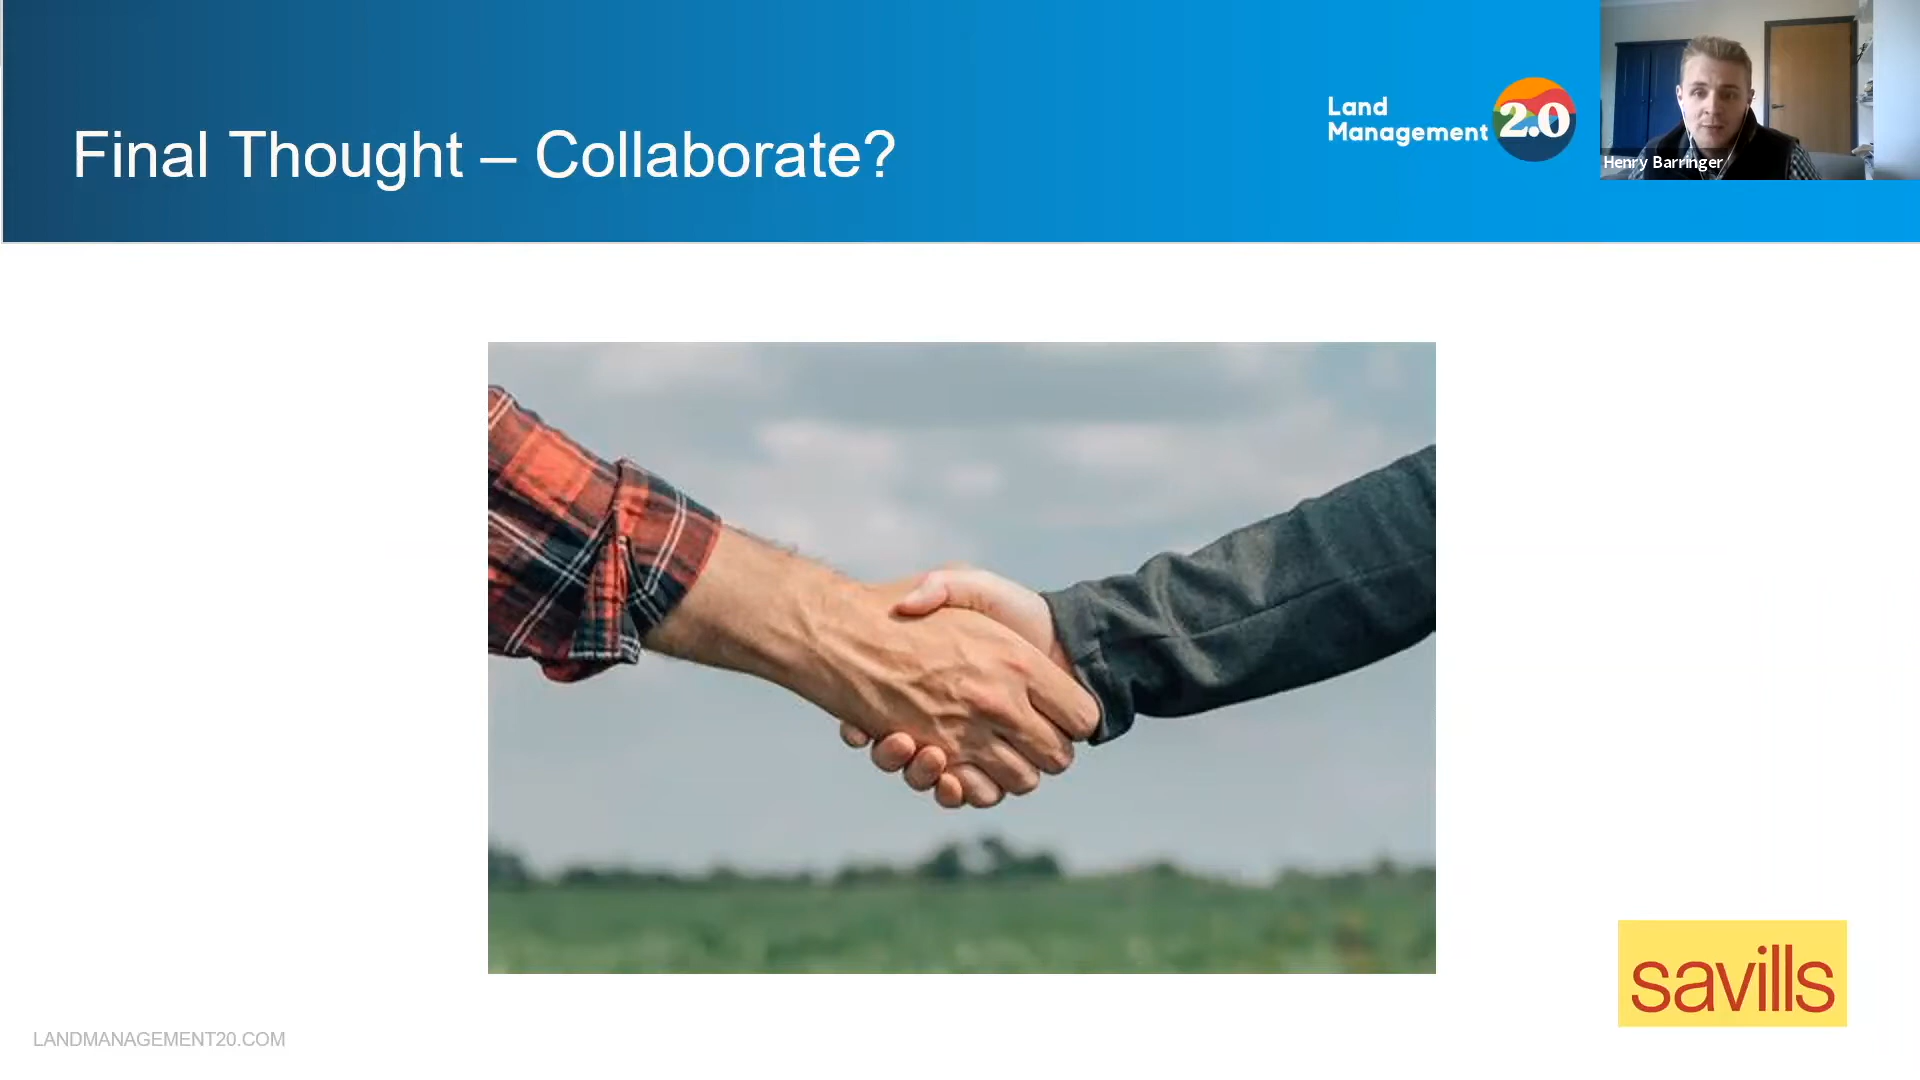 Final Thought – Collaborate?
Land
Management
2.0
Henry Barringer
savills
LANDMANAGEMENT20.COM